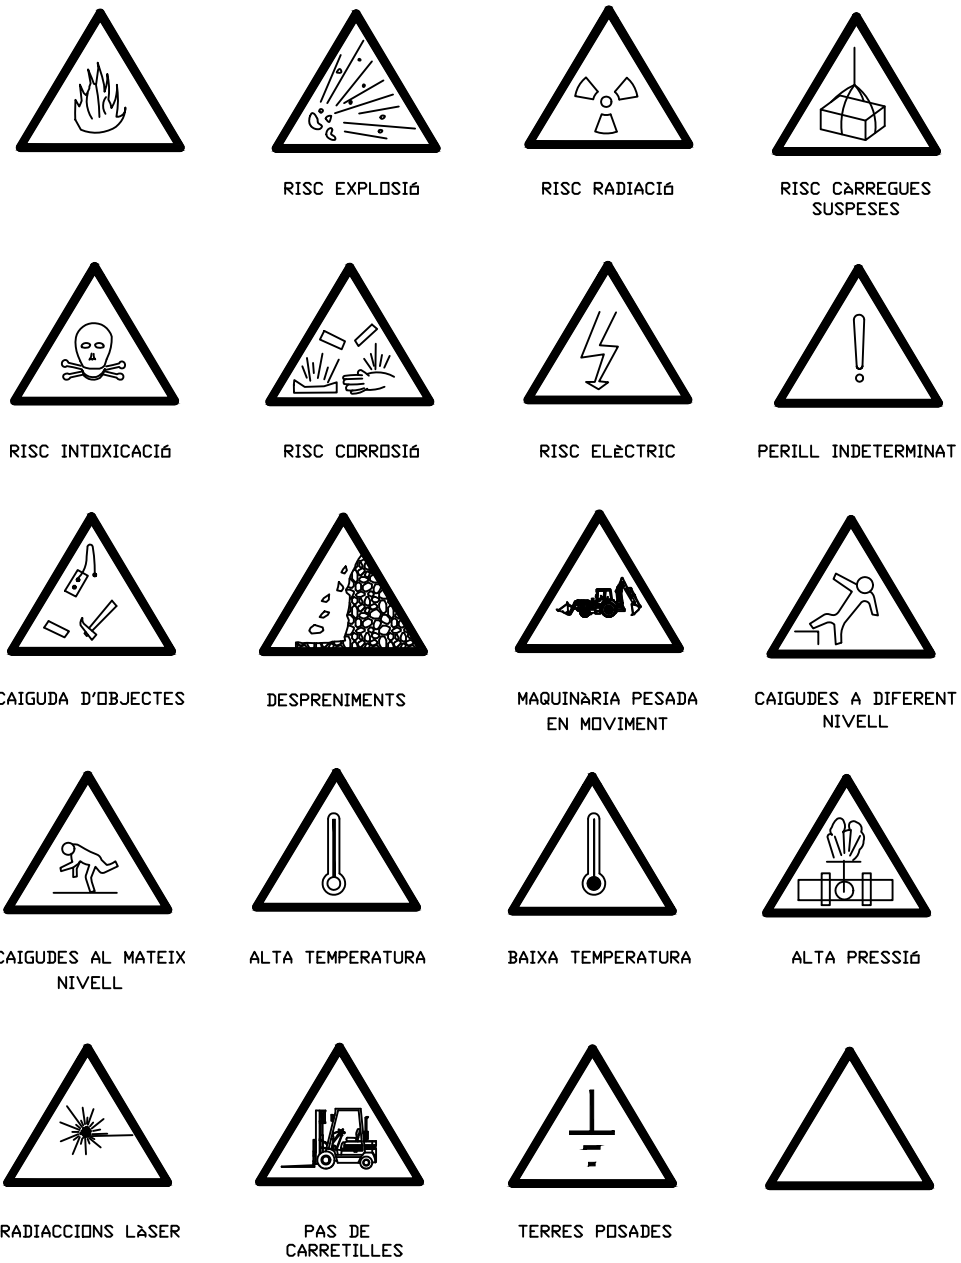 RISC EXPLOSIÓ
RISC RADIACIÓ
RISC CÀRREGUES
SUSPESES
RISC INTOXICACIÓ
RISC CORROSIÓ
RISC ELÈCTRIC
PERILL INDETERMINAT
CAIGUDA D'OBJECTES
DESPRENIMENTS
MAQUINÀRIA PESADA
EN MOVIMENT
CAIGUDES A DIFERENT
NIVELL
CAIGUDES AL MATEIX
NIVELL
ALTA TEMPERATURA
BAIXA TEMPERATURA
ALTA PRESSIÓ
RADIACCIONS LÀSER
PAS DE
CARRETILLES
TERRES POSADES